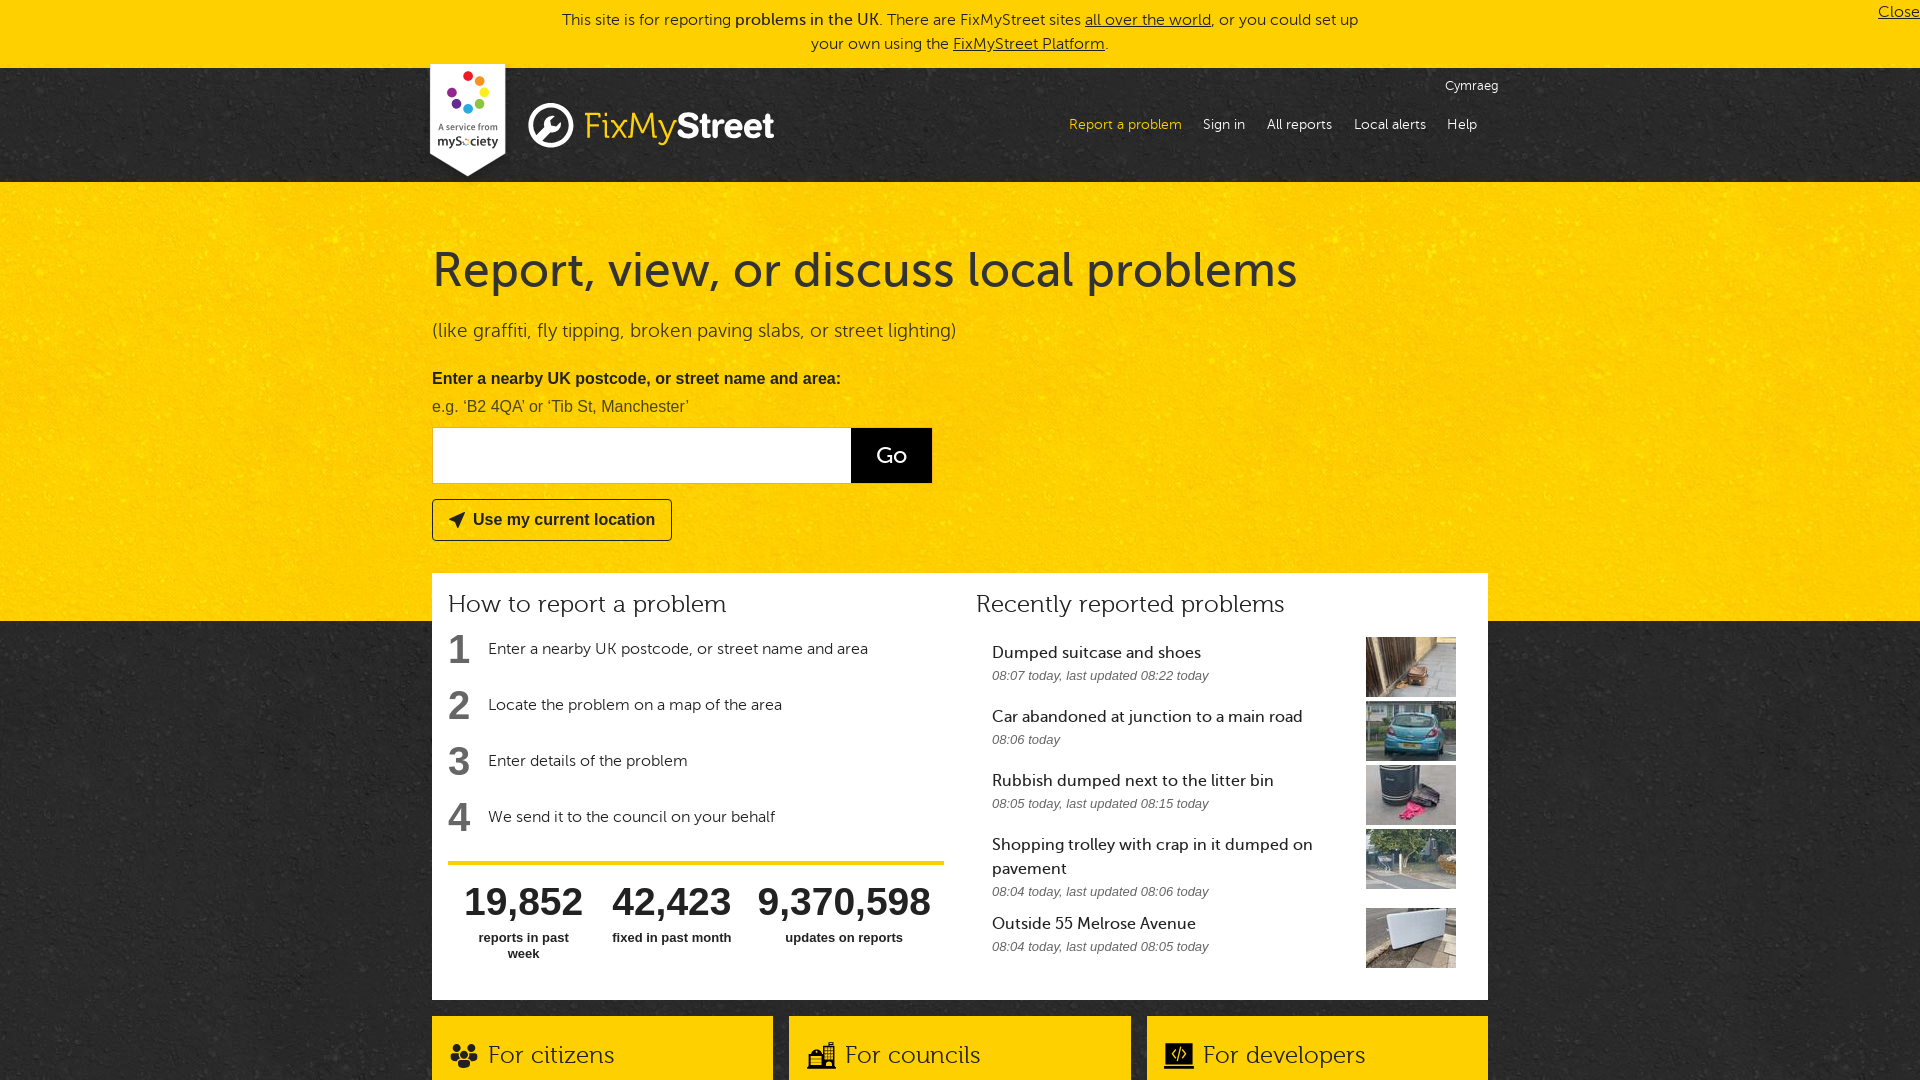 This site is for reporting problems in the UK. There are FixMyStreet sites all over the world, or you could set up
your own using the FixMyStreet Platform.
Close
A service from
mySociety
FixMyStreet
Cymraeg
Report a problem
Sign in
All reports
Local alerts
Help
Report, view, or discuss local problems
(like graffiti, fly tipping, broken paving slabs, or street lighting)
Enter a nearby UK postcode, or street name and area:
e.g. ‘B2 4QA’ or ‘Tib St, Manchester’
Go
Use my current location
How to report a problem
1 Enter a nearby UK postcode, or street name and area
2 Locate the problem on a map of the area
3 Enter details of the problem
4 We send it to the council on your behalf
19,852
reports in past
week
42,423
fixed in past month
9,370,598
updates on reports
Recently reported problems
Dumped suitcase and shoes
08:07 today, last updated 08:22 today
Car abandoned at junction to a main road
08:06 today
Rubbish dumped next to the litter bin
08:05 today, last updated 08:15 today
Shopping trolley with crap in it dumped on
pavement
08:04 today, last updated 08:06 today
Outside 55 Melrose Avenue
08:04 today, last updated 08:05 today
For citizens
For councils
For developers